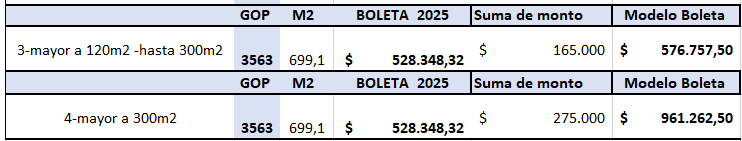 GOP M2 BOLETA 2025 Suma de monto Modelo Boleta
3-mayor a 120m2 -hasta 300m2 3563 699,1 $ 528.348,32 $ 165.000 $ 576.757,50
GOP M2 BOLETA 2025 Suma de monto Modelo Boleta
4-mayor a 300m2 3563 699,1 $ 528.348,32 $ 275.000 $ 961.262,50